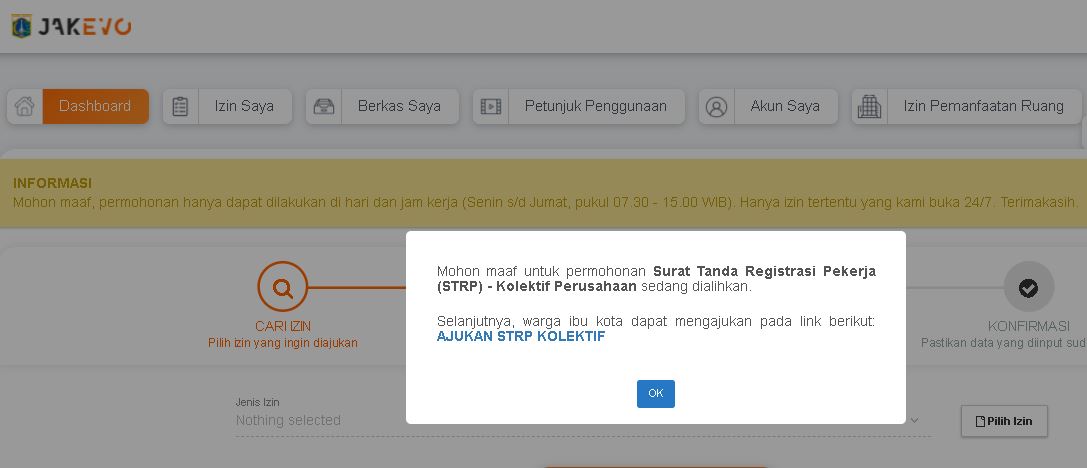 JAKEVO
Dashboard
Izin Saya
Berkas Saya
Petunjuk Penggunaan
Akun Saya
Izin Pemanfaatan Ruang
INFORMASI
Mohon maaf, permohonan hanya dapat dilakukan di hari dan jam kerja (Senin s/d Jumat, pukul 07.30 - 15.00 WIB). Hanya izin tertentu yang kami buka 24/7. Terimakasih.
Mohon maaf untuk permohonan Surat Tanda Registrasi Pekerja
(STRP) - Kolektif Perusahaan sedang dialihkan.
Selanjutnya, warga ibu kota dapat mengajukan pada link berikut:
AJUKAN STRP KOLEKTIF
OK
CARI IZIN
Pilih izin yang ingin diajukan
KONFIRMASI
Pastikan data yang diinput sud
Jenis Izin
Nothing selected
Pilih Izin